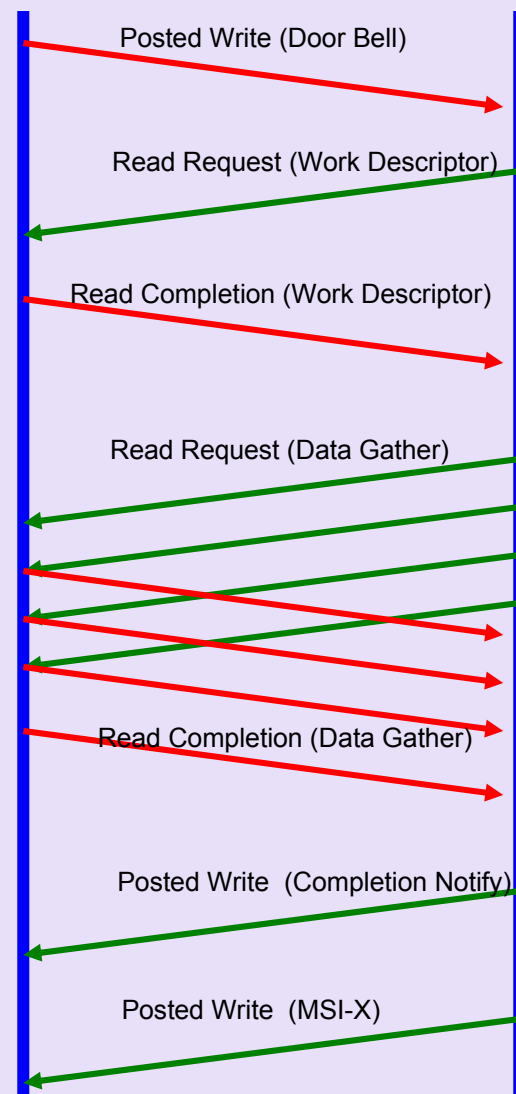 Posted Write (Door Bell)
Read Request (Work Descriptor)
Read Completion (Work Descriptor)
Read Request (Data Gather)
Read Completion (Data Gather)
Posted Write  (Completion Notify)
Posted Write  (MSI-X)